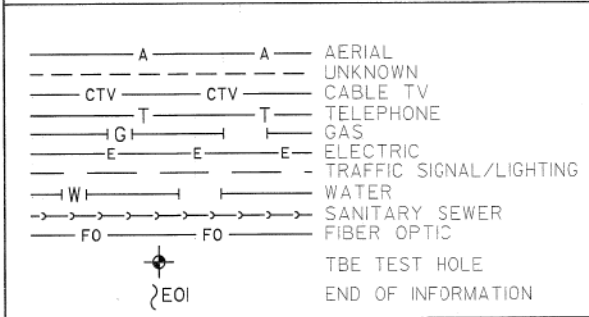 A A AERIAL
UNKNOWN
CTV CTV CABLE TV
T T TELEPHONE
G GAS
E E E ELECTRIC
TRAFFIC SIGNAL/LIGHTING
W WATER
SANITARY SEWER
FO FO FIBER OPTIC
TBE TEST HOLE
EOI END OF INFORMATION